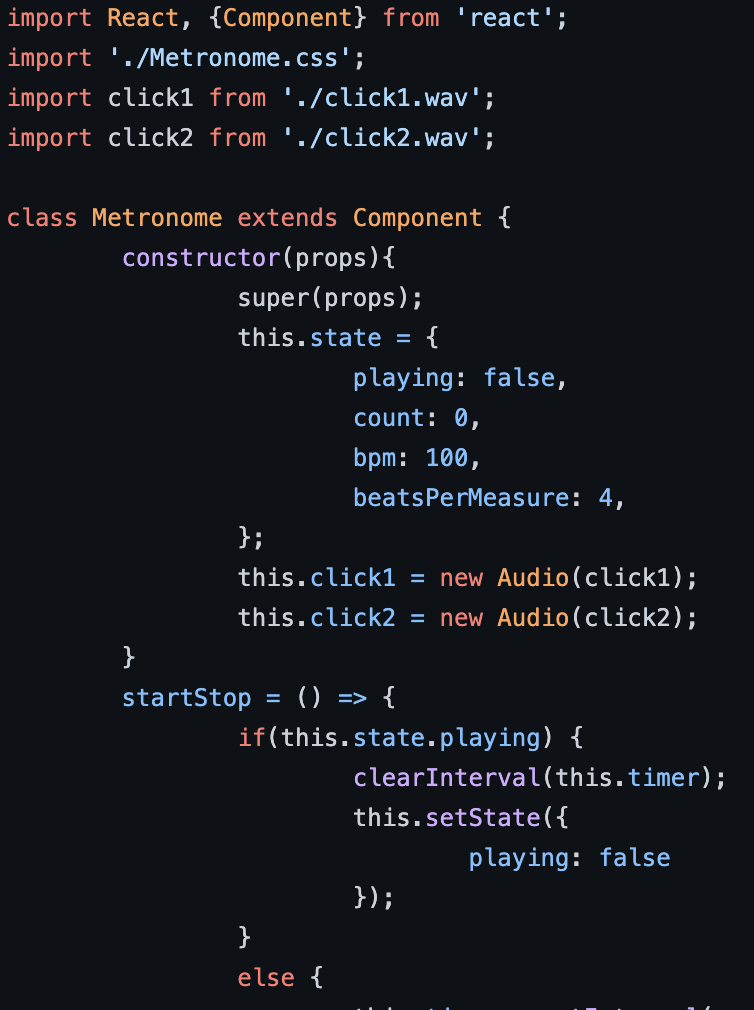 import React, {Component} from 'react';
import './Metronome.css';
import click1 from './click1.wav';
import click2 from './click2.wav';

class Metronome extends Component {
        constructor(props){
                super(props);
                this.state = {
                        playing: false,
                        count: 0,
                        bpm: 100,
                        beatsPerMeasure: 4,
                };
                this.click1 = new Audio(click1);
                this.click2 = new Audio(click2);
        }
        startStop = () => {
                if(this.state.playing) {
                        clearInterval(this.timer);
                        this.setState({
                                playing: false
                        });
                }
                else {